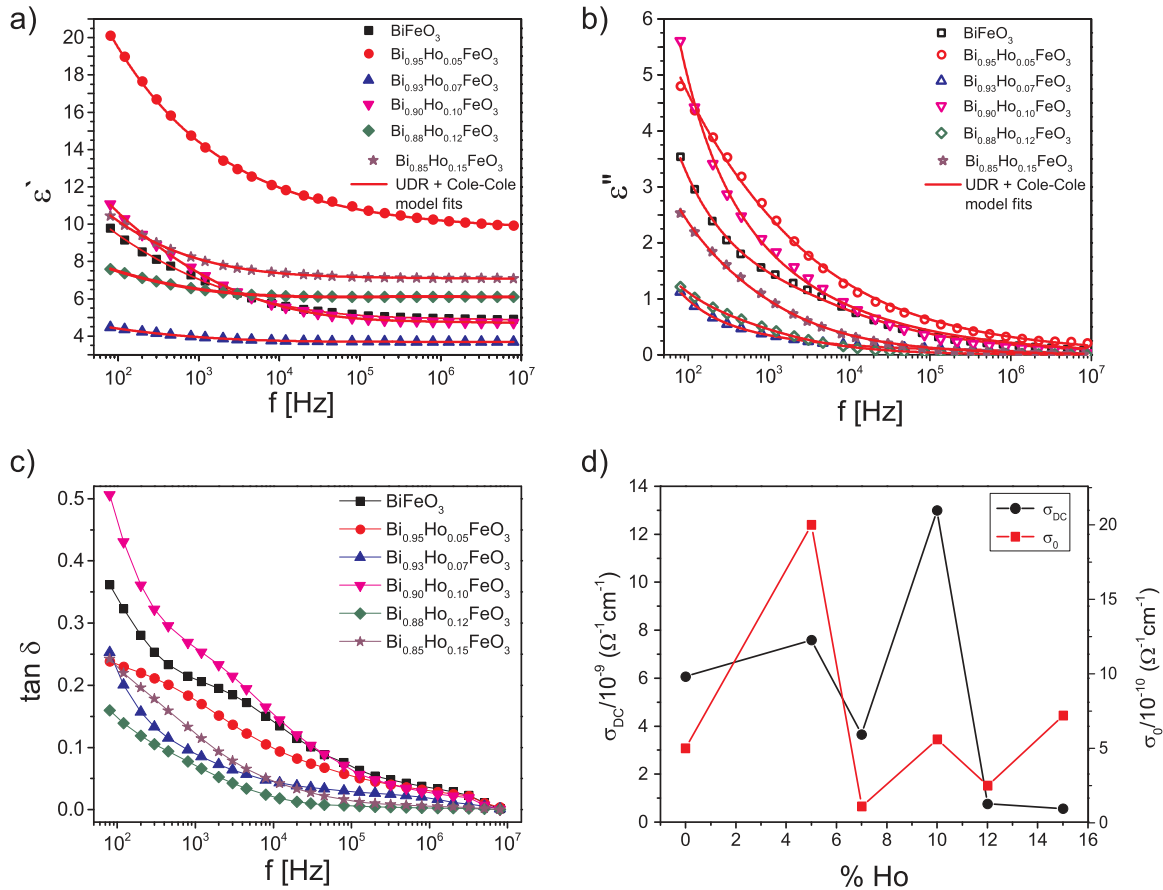 a)
20
18
16
14
12
10
8
6
4
ε`
10²
10³
10⁴
10⁵
10⁶
10⁷
f [Hz]
BiFeO₃
Bi₀.₉₅Ho₀.₀₅FeO₃
Bi₀.₉₃Ho₀.₀₇FeO₃
Bi₀.₉₀Ho₀.₁₀FeO₃
Bi₀.₈₈Ho₀.₁₂FeO₃
Bi₀.₈₅Ho₀.₁₅FeO₃
UDR + Cole-Cole
model fits
b)
6
5
4
3
2
1
0
ε"
10²
10³
10⁴
10⁵
10⁶
10⁷
f [Hz]
BiFeO₃
Bi₀.₉₅Ho₀.₀₅FeO₃
Bi₀.₉₃Ho₀.₀₇FeO₃
Bi₀.₉₀Ho₀.₁₀FeO₃
Bi₀.₈₈Ho₀.₁₂FeO₃
Bi₀.₈₅Ho₀.₁₅FeO₃
UDR + Cole-Cole
model fits
c)
0.5
0.4
0.3
0.2
0.1
0.0
tan δ
10²
10³
10⁴
10⁵
10⁶
10⁷
f [Hz]
BiFeO₃
Bi₀.₉₅Ho₀.₀₅FeO₃
Bi₀.₉₃Ho₀.₀₇FeO₃
Bi₀.₉₀Ho₀.₁₀FeO₃
Bi₀.₈₈Ho₀.₁₂FeO₃
Bi₀.₈₅Ho₀.₁₅FeO₃
d)
14
12
10
8
6
4
2
0
σ_DC/10⁻⁹ (Ω⁻¹cm⁻¹)
0 2 4 6 8 10 12 14 16
% Ho
σ_DC
σ₀
20
15
10
5
0
σ₀/10⁻¹⁰ (Ω⁻¹cm⁻¹)